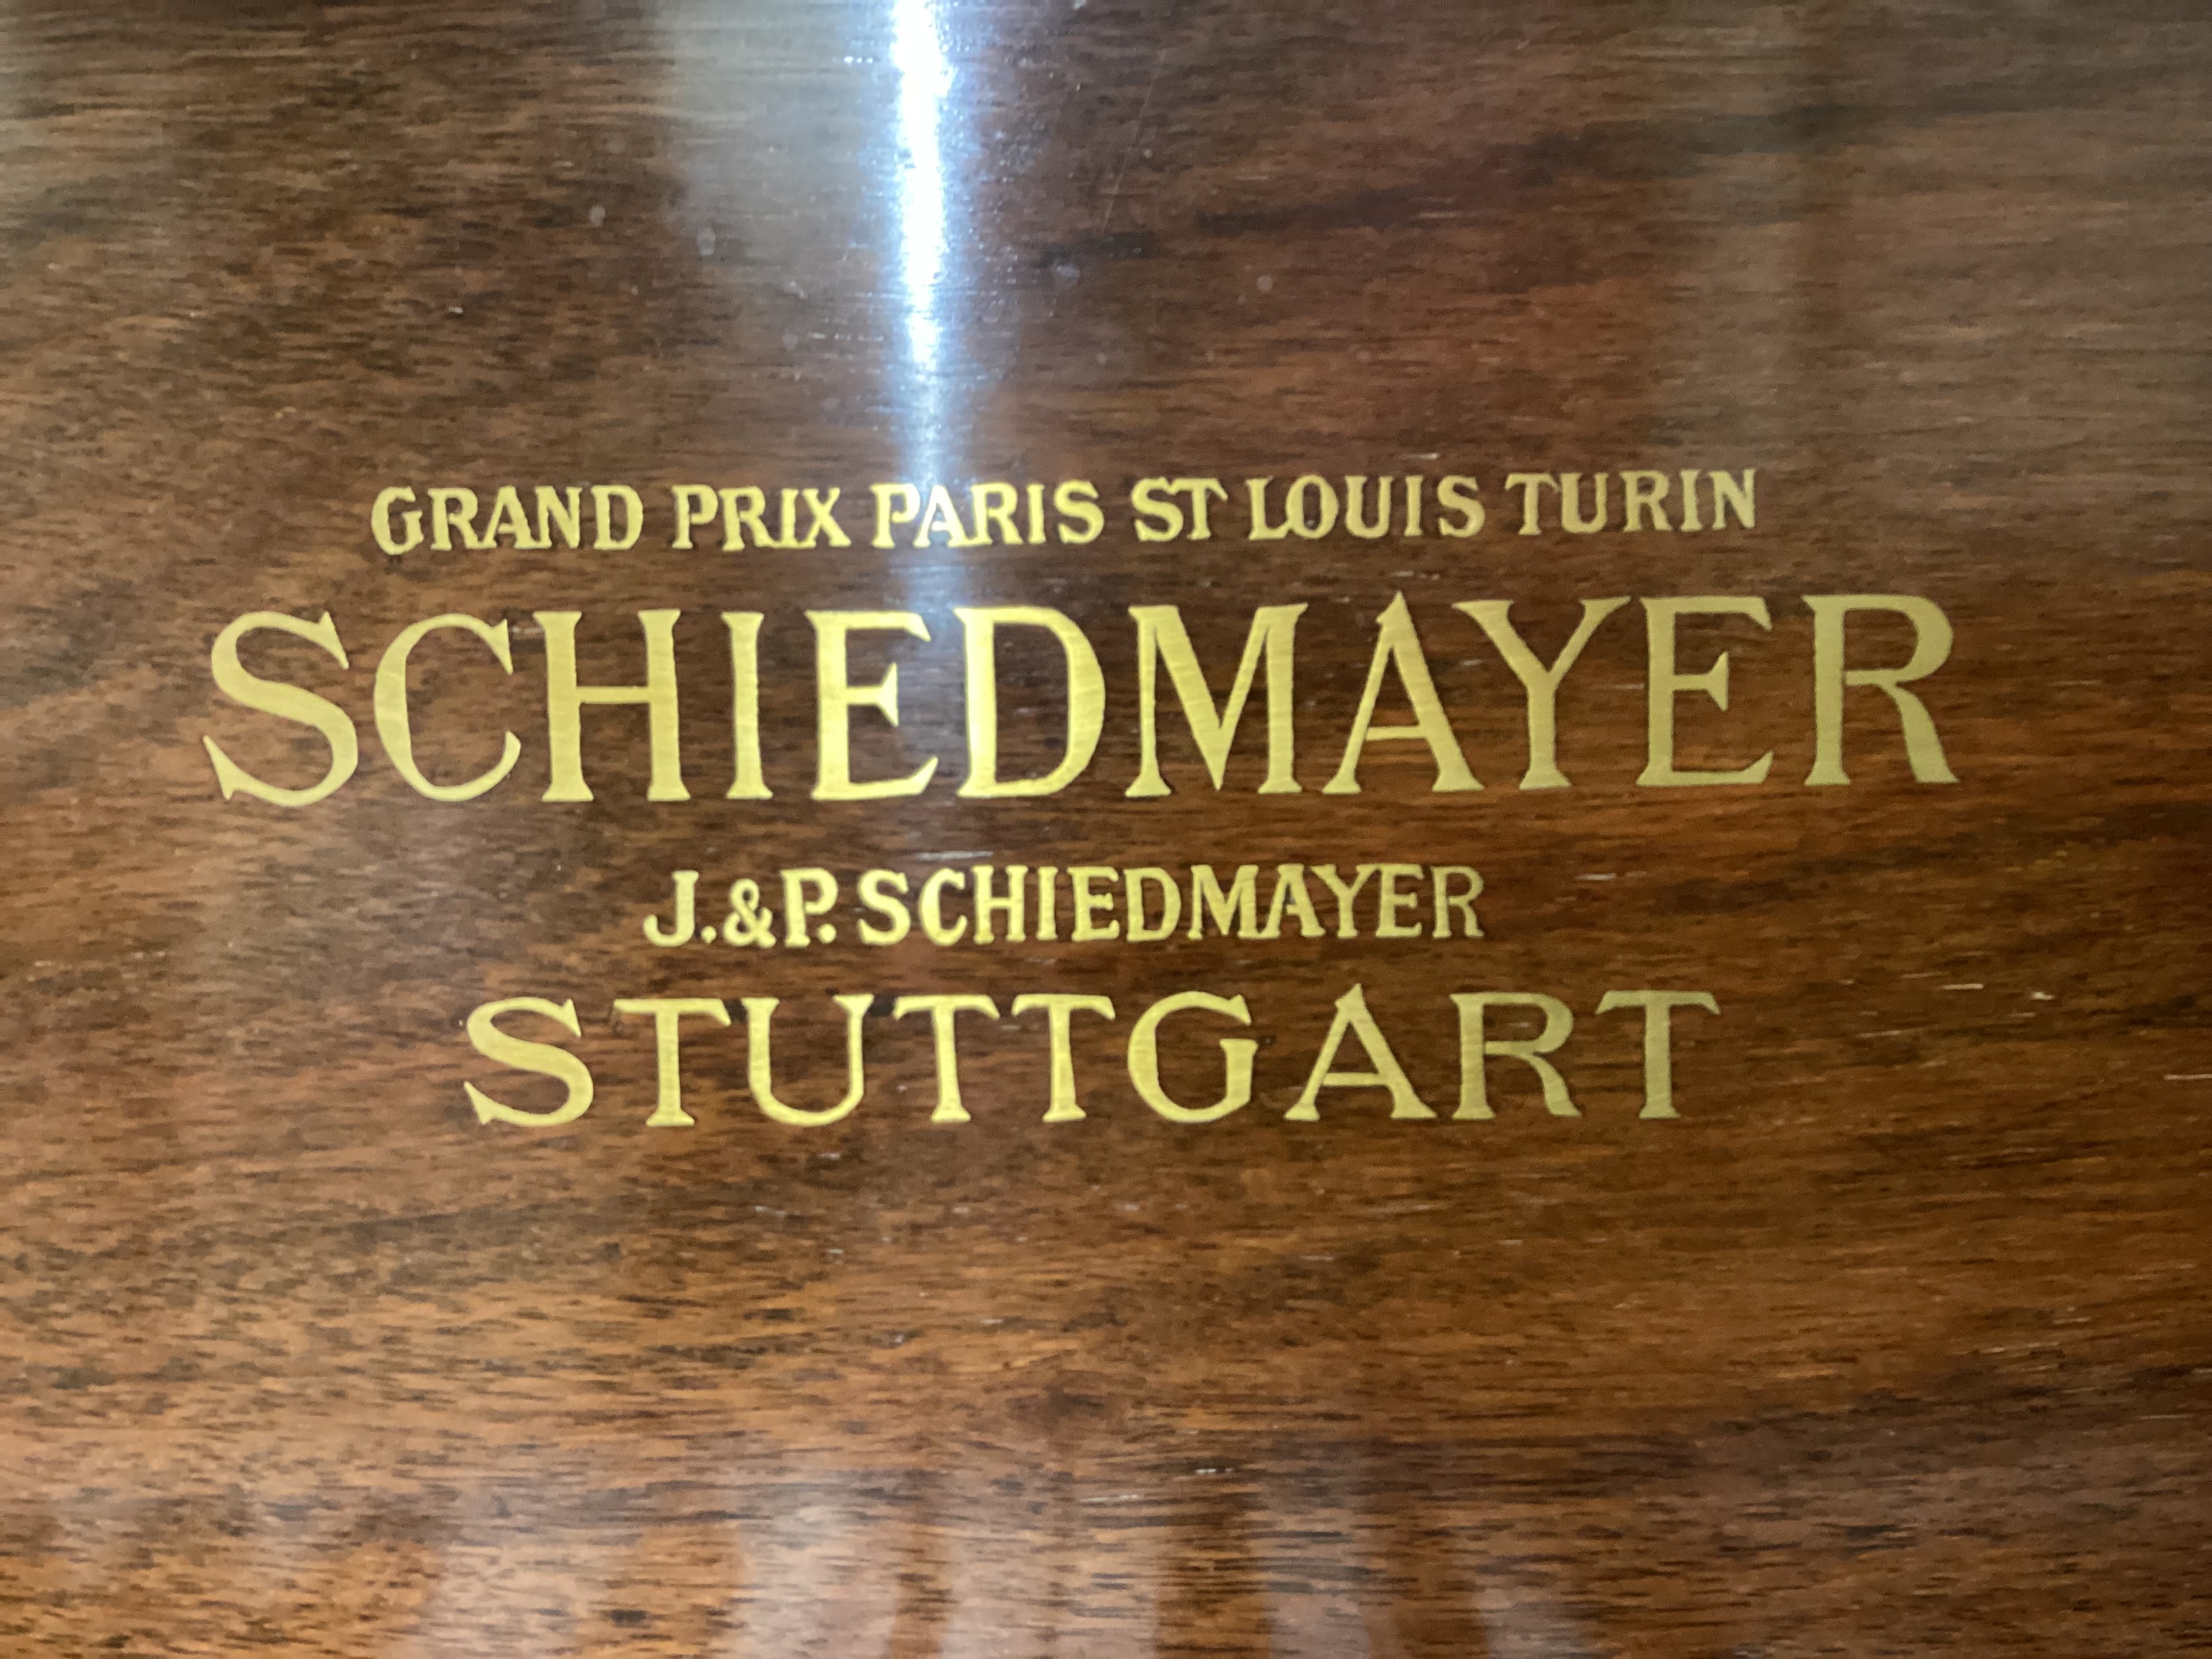 GRAND PRIX PARIS ST LOUIS TURIN
SCHIEDMAYER
J.&P. SCHIEDMAYER
STUTTGART